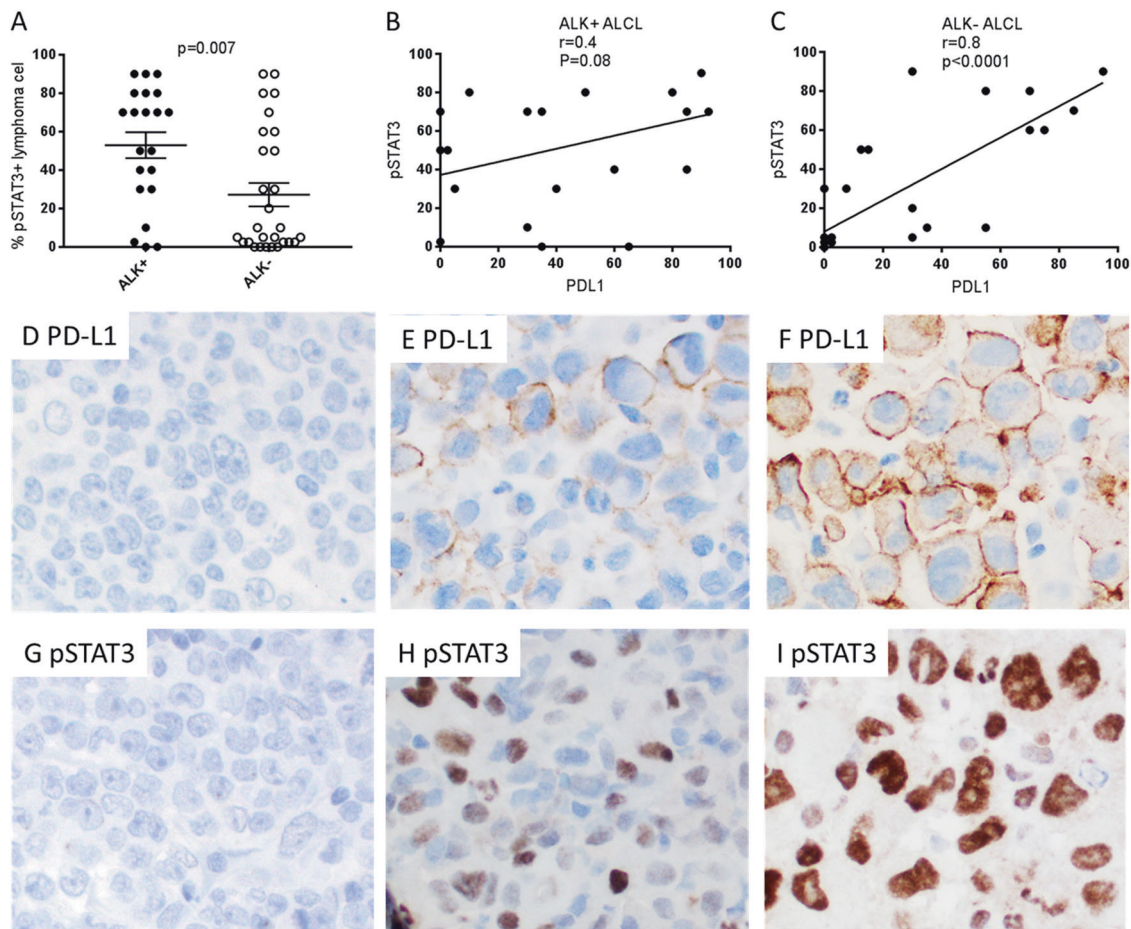 A
p=0.007
% pSTAT3+ lymphoma cel
100
80
60
40
20
0
ALK+
ALK-
B
ALK+ ALCL
r=0.4
P=0.08
pSTAT3
100
80
60
40
20
0
0
20
40
60
80
100
PDL1
C
ALK- ALCL
r=0.8
p<0.0001
pSTAT3
100
80
60
40
20
0
0
20
40
60
80
100
PDL1
D PD-L1
E PD-L1
F PD-L1
G pSTAT3
H pSTAT3
I pSTAT3